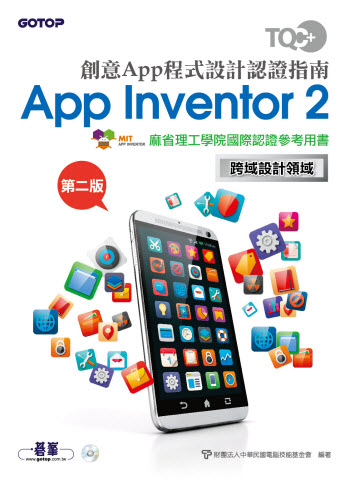 GOTOP
TQC+
創意App程式設計認證指南
App Inventor 2
MIT
APP INVENTOR
麻省理工學院國際認證參考用書
跨域設計領域
第二版
碁峯
www.gotop.com.tw
財團法人中華民國電腦技能基金會 編著